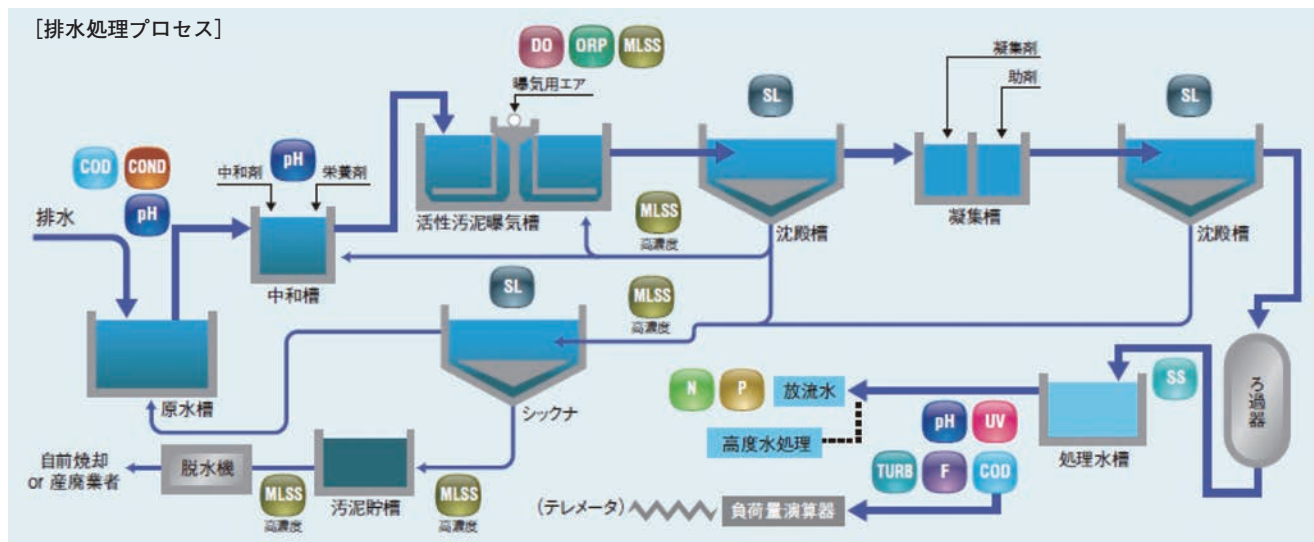 [排水処理プロセス]
DO
ORP
MLSS
曝気用エア
凝集剤
助剤
SL
SL
COD
COND
pH
pH
中和剤
栄養剤
排水
活性汚泥曝気槽
MLSS
高濃度
沈殿槽
凝集槽
沈殿槽
中和槽
SL
MLSS
高濃度
原水槽
シックナ
N
P
放流水
SS
ろ過器
pH
UV
高度水処理
処理水槽
自前焼却
or 産廃業者
脱水機
MLSS
高濃度
汚泥貯槽
MLSS
高濃度
TURB
F
COD
(テレメータ)
負荷量演算器